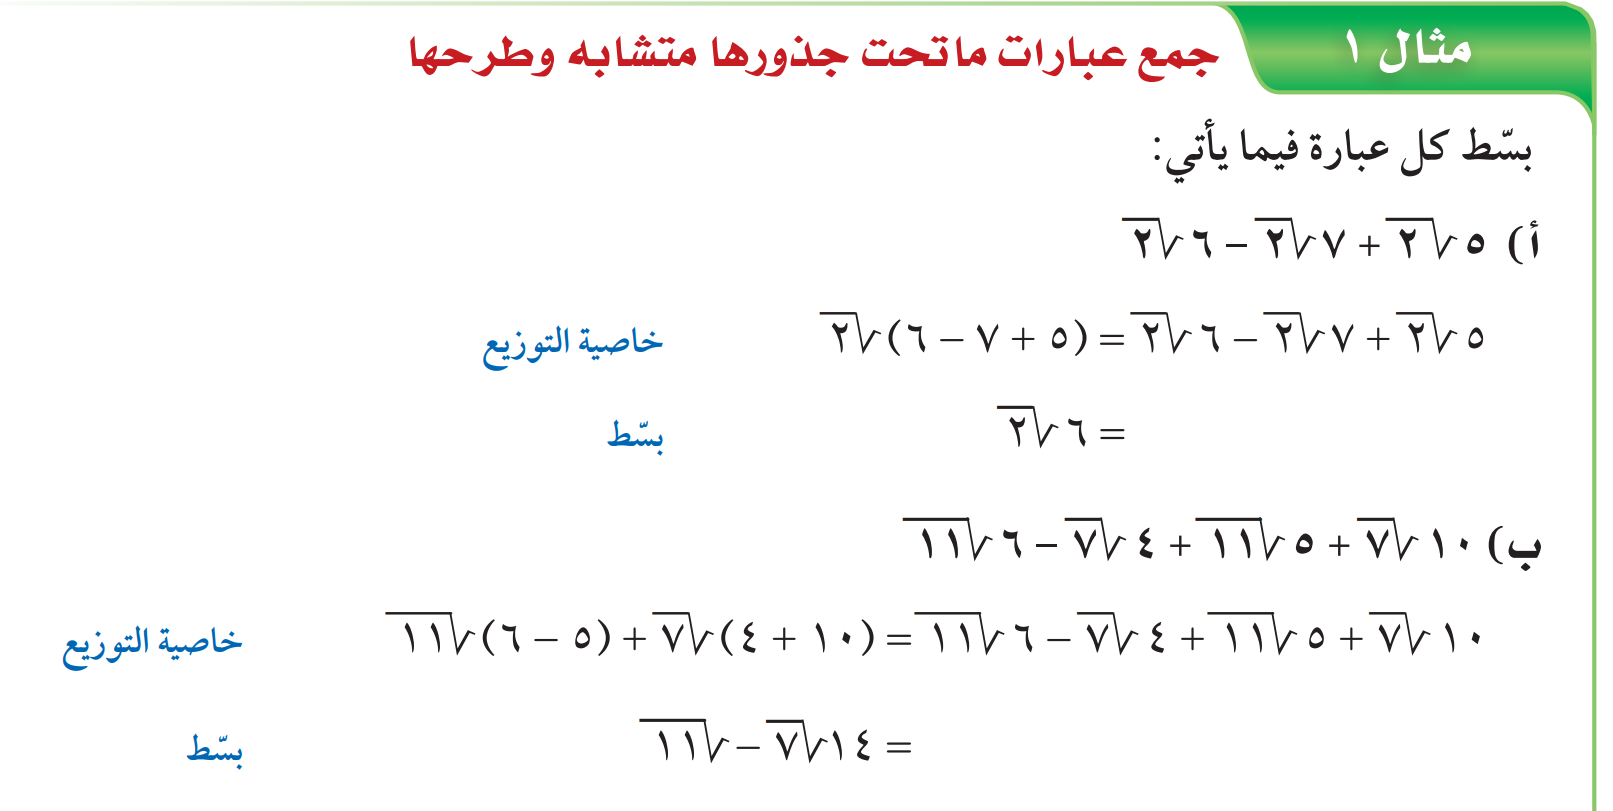 مثال ١
جمع عبارات ماتحت جذورها متشابه وطرحها
بسّط كل عبارة فيما يأتي:
أ) ٥√٢ + ٧√٢ − ٦√٢
٥√٢ + ٧√٢ − ٦√٢ = (٥ + ٧ − ٦)√٢ خاصية التوزيع
= ٦√٢ بسّط
ب) ١٠√٧ + ٥√١١ + ٤√٧ − ٦√١١
١٠√٧ + ٥√١١ + ٤√٧ − ٦√١١ = (١٠ + ٤)√٧ + (٥ − ٦)√١١ خاصية التوزيع
= ١٤√٧ − √١١ بسّط